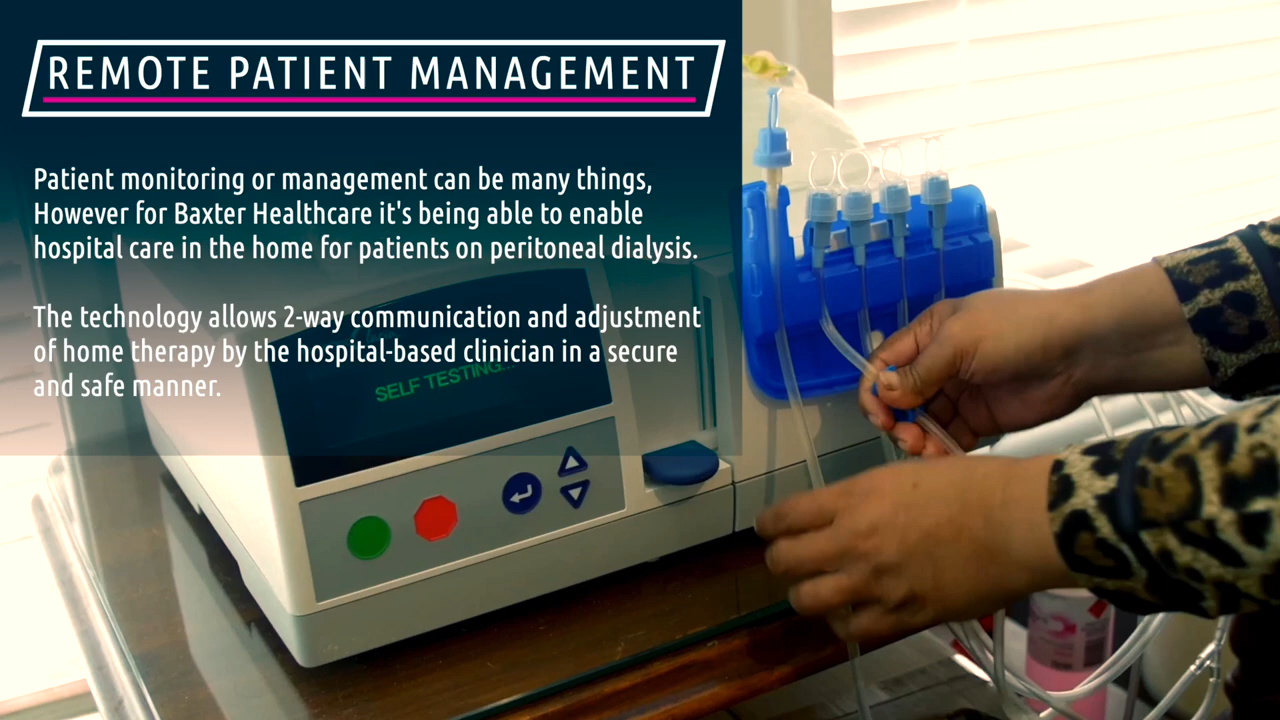 REMOTE PATIENT MANAGEMENT
Patient monitoring or management can be many things,
However for Baxter Healthcare it's being able to enable
hospital care in the home for patients on peritoneal dialysis.
The technology allows 2-way communication and adjustment
of home therapy by the hospital-based clinician in a secure
and safe manner.
SELF TESTING...